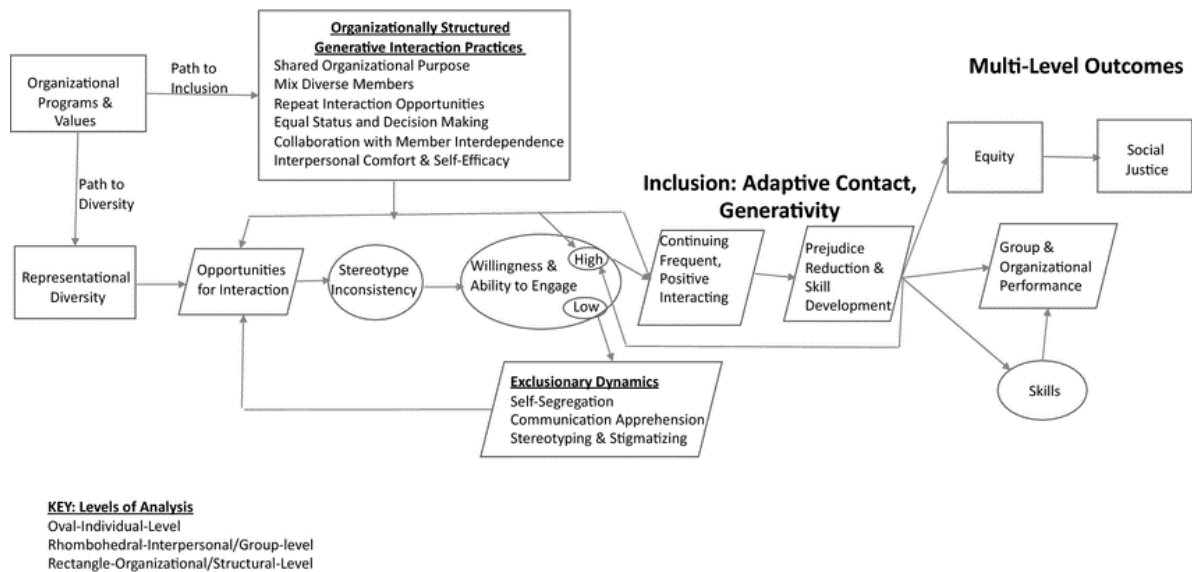 Organizationally Structured
Generative Interaction Practices
Shared Organizational Purpose
Mix Diverse Members
Repeat Interaction Opportunities
Equal Status and Decision Making
Collaboration with Member Interdependence
Interpersonal Comfort & Self-Efficacy
Organizational
Programs &
Values
Path to
Inclusion
Path to
Diversity
Multi-Level Outcomes
Equity
Social
Justice
Inclusion: Adaptive Contact,
Generativity
Representational
Diversity
Opportunities
for Interaction
Stereotype
Inconsistency
Willingness &
Ability to Engage
High
Low
Continuing
Frequent,
Positive
Interacting
Prejudice
Reduction &
Skill
Development
Group &
Organizational
Performance
Skills
Exclusionary Dynamics
Self-Segregation
Communication Apprehension
Stereotyping & Stigmatizing
KEY: Levels of Analysis
Oval-Individual-Level
Rhombohedral-Interpersonal/Group-level
Rectangle-Organizational/Structural-Level